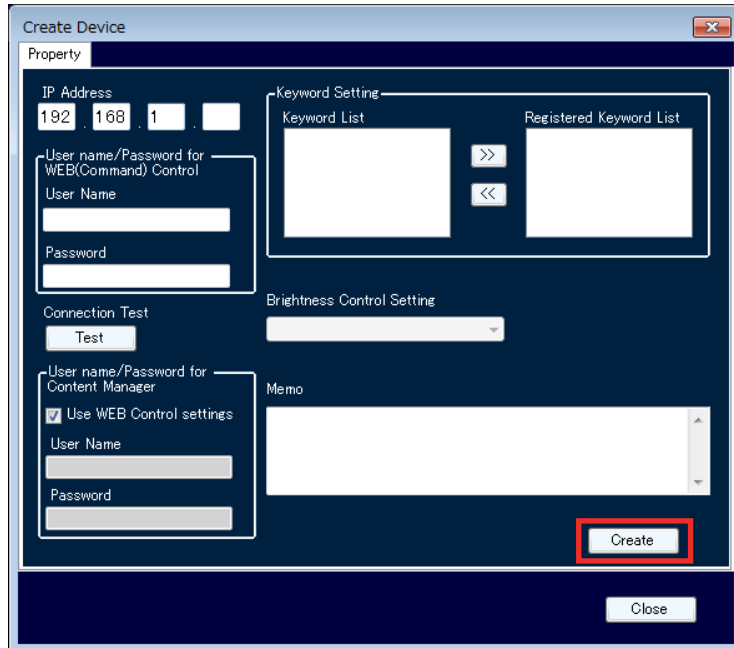 Create Device
Property
IP Address
192 . 168 . 1 .
User name/Password for
WEB(Command) Control
User Name
Password
Connection Test
Test
User name/Password for
Content Manager
Use WEB Control settings
User Name
Password
Keyword Setting
Keyword List
Registered Keyword List
>>
<<
Brightness Control Setting
Memo
Create
Close